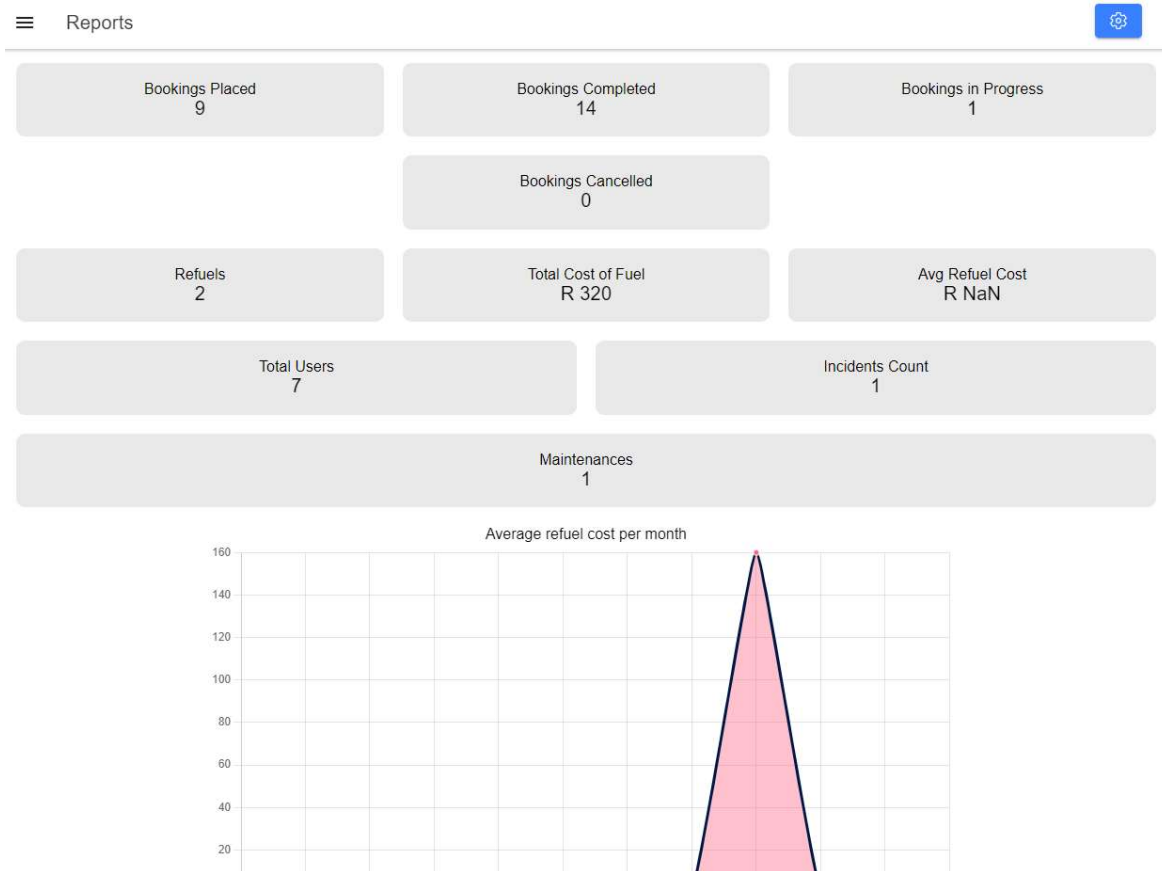 Reports
Bookings Placed
9
Bookings Completed
14
Bookings in Progress
1
Bookings Cancelled
0
Refuels
2
Total Cost of Fuel
R 320
Avg Refuel Cost
R NaN
Total Users
7
Incidents Count
1
Maintenances
1
Average refuel cost per month
160
140
120
100
80
60
40
20